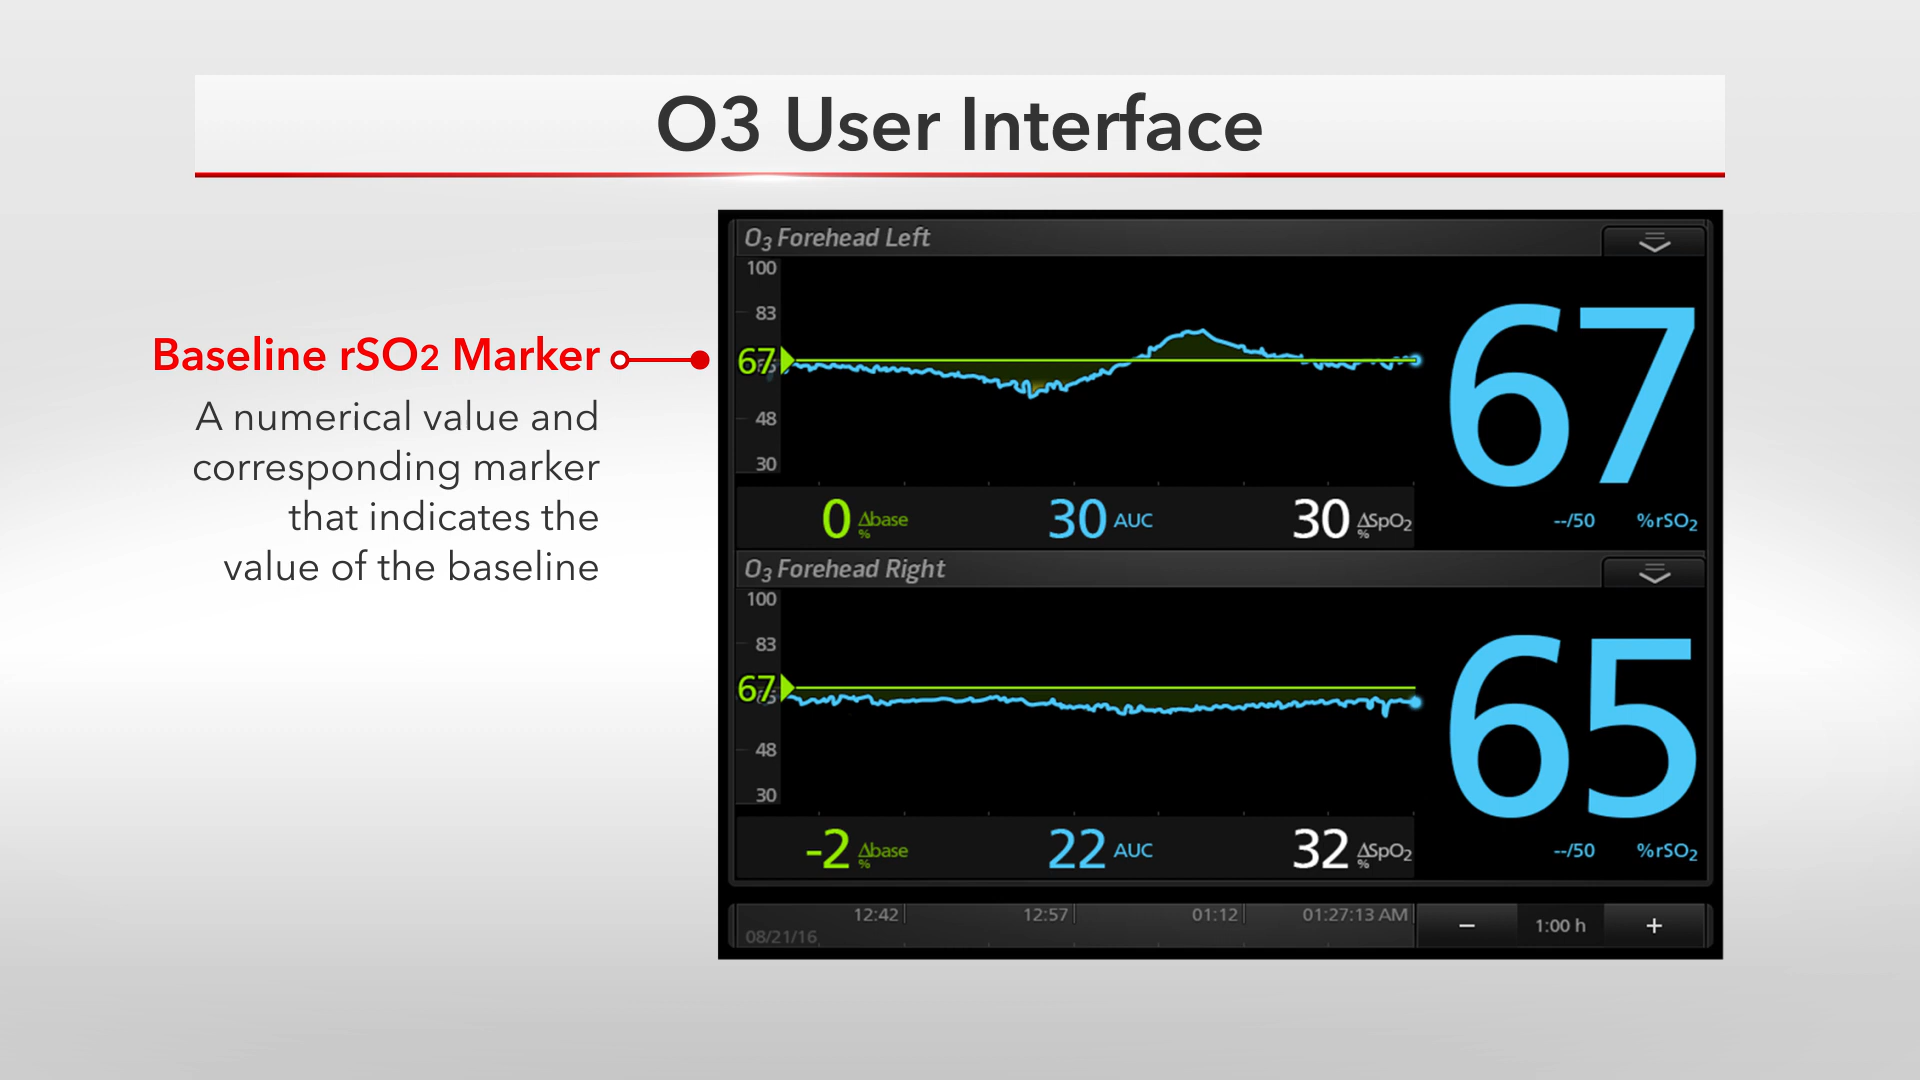 O3 User Interface
Baseline rSO2 Marker
A numerical value and
corresponding marker
that indicates the
value of the baseline
O3 Forehead Left
100
83
67
48
30
67
0 Δbase %
30 AUC
30 ΔSpO2 %
--/50 %rSO2
O3 Forehead Right
100
83
67
48
30
65
-2 Δbase %
22 AUC
32 ΔSpO2 %
--/50 %rSO2
12:42 12:57 01:12 01:27:13 AM
08/21/16
− 1:00 h +